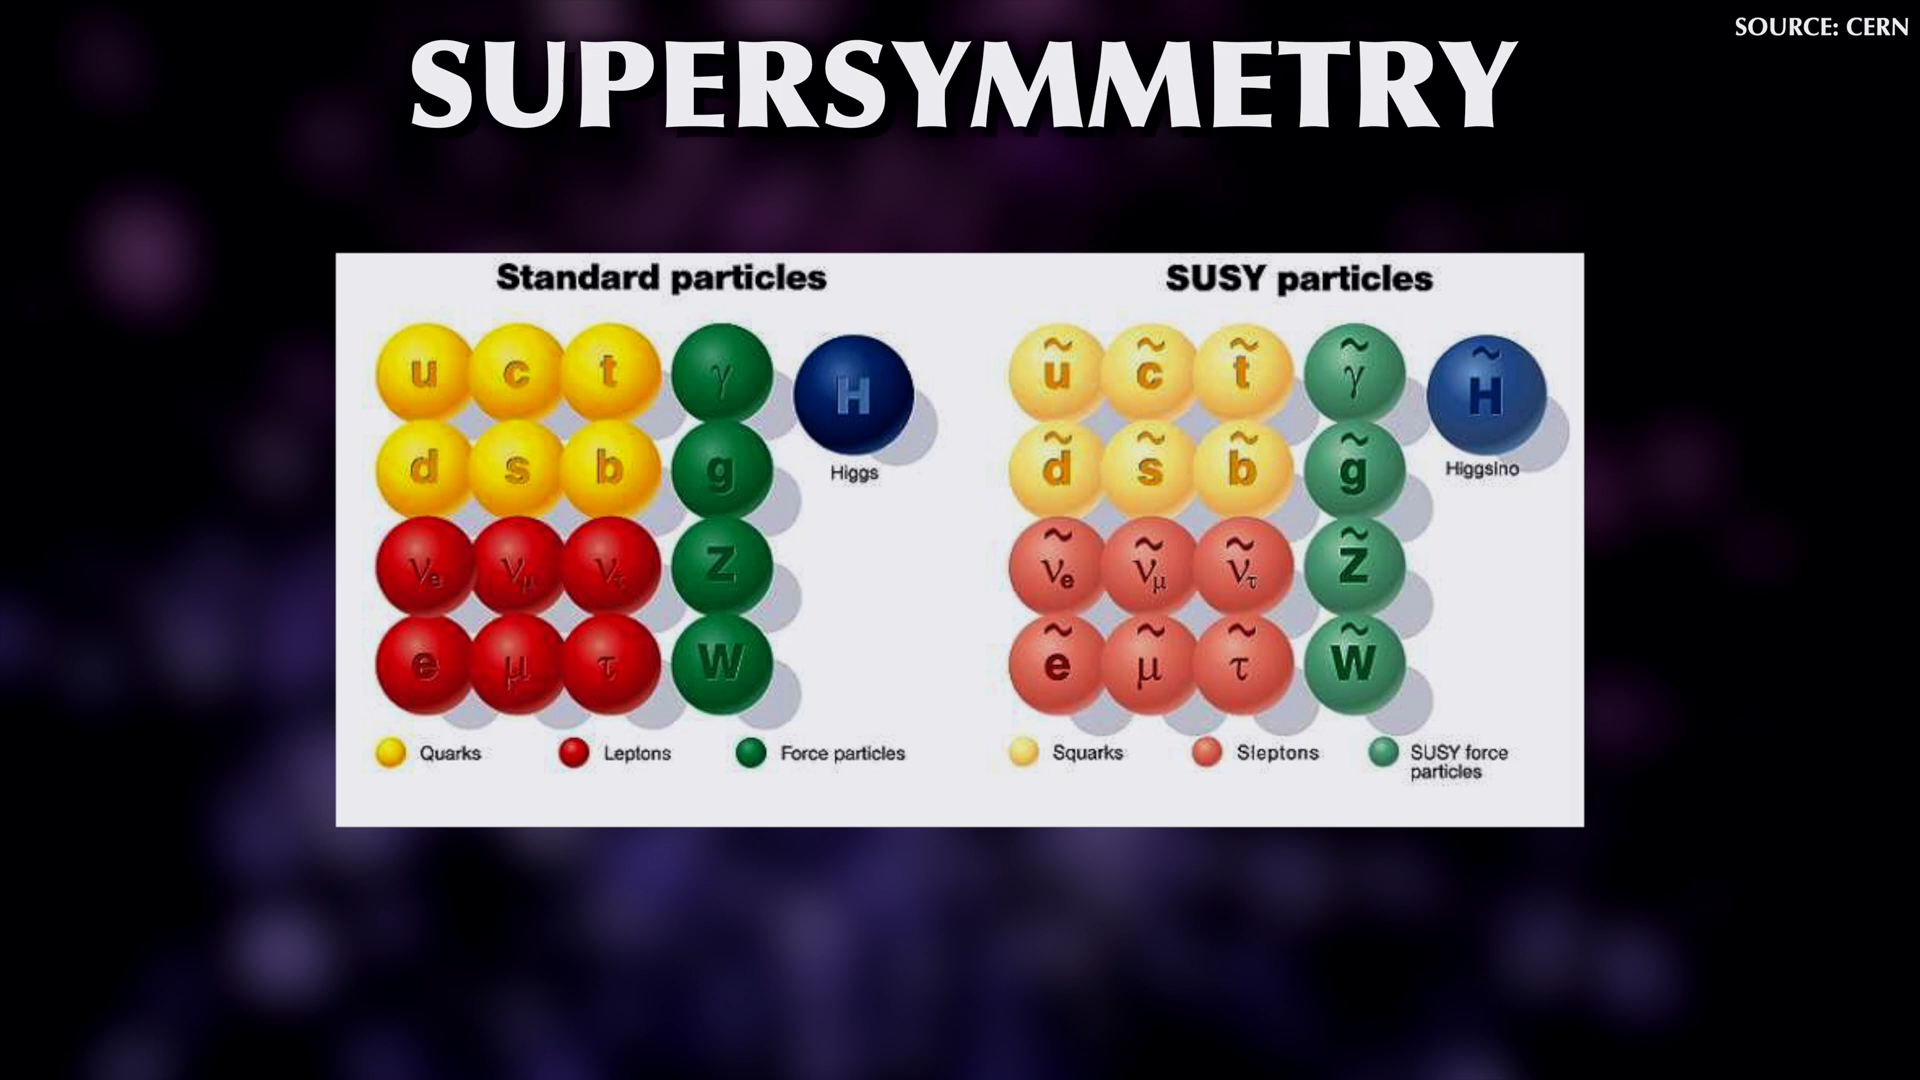 SOURCE: CERN
SUPERSYMMETRY
Standard particles
u c t γ H
d s b g
Higgs
νe νμ ντ Z
e μ τ W
Quarks Leptons Force particles
SUSY particles
ũ c̃ t̃ γ̃ H̃
d̃ s̃ b̃ g̃
Higgsino
ν̃e ν̃μ ν̃τ Z̃
ẽ μ̃ τ̃ W̃
Squarks Sleptons SUSY force
particles